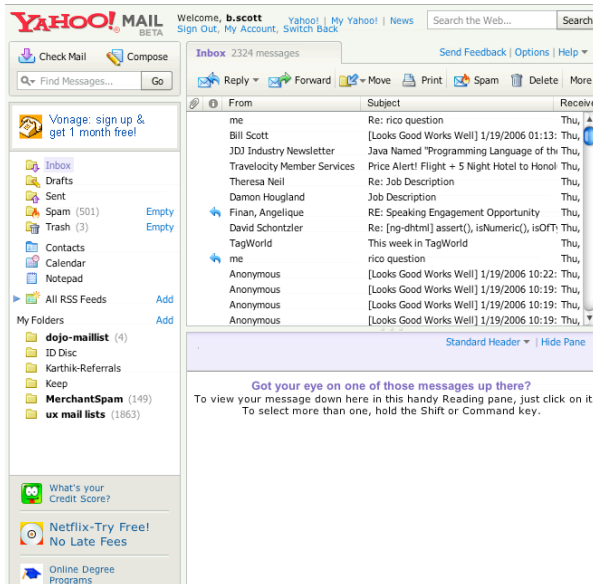 YAHOO! MAIL
BETA
Welcome, b.scott Yahoo! | My Yahoo! | News
Sign Out, My Account, Switch Back
Search the Web...
Search
Check Mail
Compose
Find Messages...
Go
Inbox 2324 messages
Send Feedback | Options | Help
Reply
Forward
Move
Print
Spam
Delete
More
From Subject Receive
me Re: rico question Thu,
Bill Scott [Looks Good Works Well] 1/19/2006 01:13: Thu,
JDJ Industry Newsletter Java Named "Programming Language of th Thu,
Travelocity Member Services Price Alert! Flight + 5 Night Hotel to Honol Thu,
Theresa Neil Re: Job Description Thu,
Damon Hougland Job Description Thu,
Finan, Angelique RE: Speaking Engagement Opportunity Thu,
David Schontzler Re: [ng-dhtml] assert(), isNumeric(), isOfT Thu,
TagWorld This week in TagWorld Thu,
me rico question Thu,
Anonymous [Looks Good Works Well] 1/19/2006 10:22: Thu,
Anonymous [Looks Good Works Well] 1/19/2006 10:19: Thu,
Anonymous [Looks Good Works Well] 1/19/2006 10:19: Thu,
Anonymous [Looks Good Works Well] 1/19/2006 10:19: Thu,
Vonage: sign up &
get 1 month free!
Inbox
Drafts
Sent
Spam (501) Empty
Trash (3) Empty
Contacts
Calendar
Notepad
All RSS Feeds Add
My Folders Add
dojo-maillist (4)
ID Disc
Karthik-Referrals
Keep
MerchantSpam (149)
ux mail lists (1863)
Standard Header | Hide Pane
Got your eye on one of those messages up there?
To view your message down here in this handy Reading pane, just click on it
To select more than one, hold the Shift or Command key.
What's your
Credit Score?
Netflix-Try Free!
No Late Fees
Online Degree
Programs